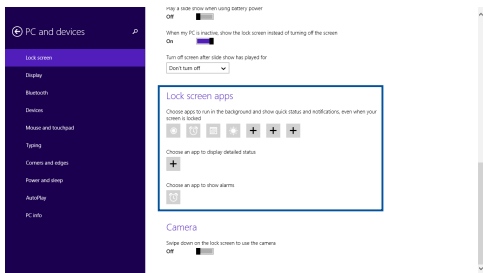 PC and devices
Lock screen
Display
Bluetooth
Devices
Mouse and touchpad
Typing
Corners and edges
Power and sleep
AutoPlay
PC info
Play a slide show when using battery power
Off
When my PC is inactive, show the lock screen instead of turning off the screen
On
Turn off screen after slide show has played for
Don't turn off
Lock screen apps
Choose apps to run in the background and show quick status and notifications, even when your
screen is locked
Choose an app to display detailed status
Choose an app to show alarms
Camera
Swipe down on the lock screen to use the camera
Off